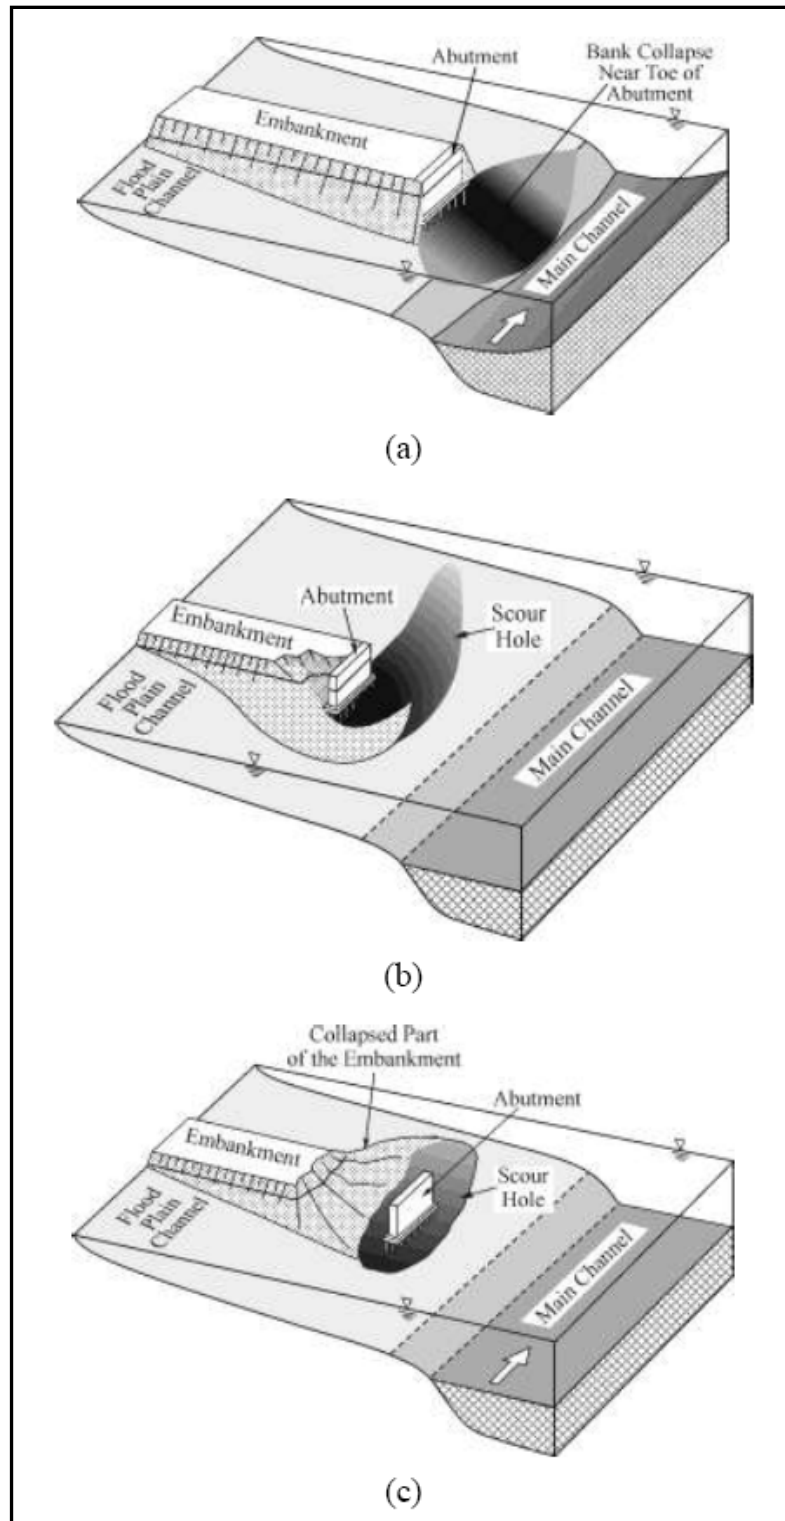 Abutment
Bank Collapse
Near Toe of
Abutment
Embankment
Flood
Plain
Channel
Main Channel
(a)
Abutment
Embankment
Scour
Hole
Flood
Plain
Channel
Main Channel
(b)
Collapsed Part
of the Embankment
Abutment
Embankment
Scour
Hole
Flood
Plain
Channel
Main Channel
(c)